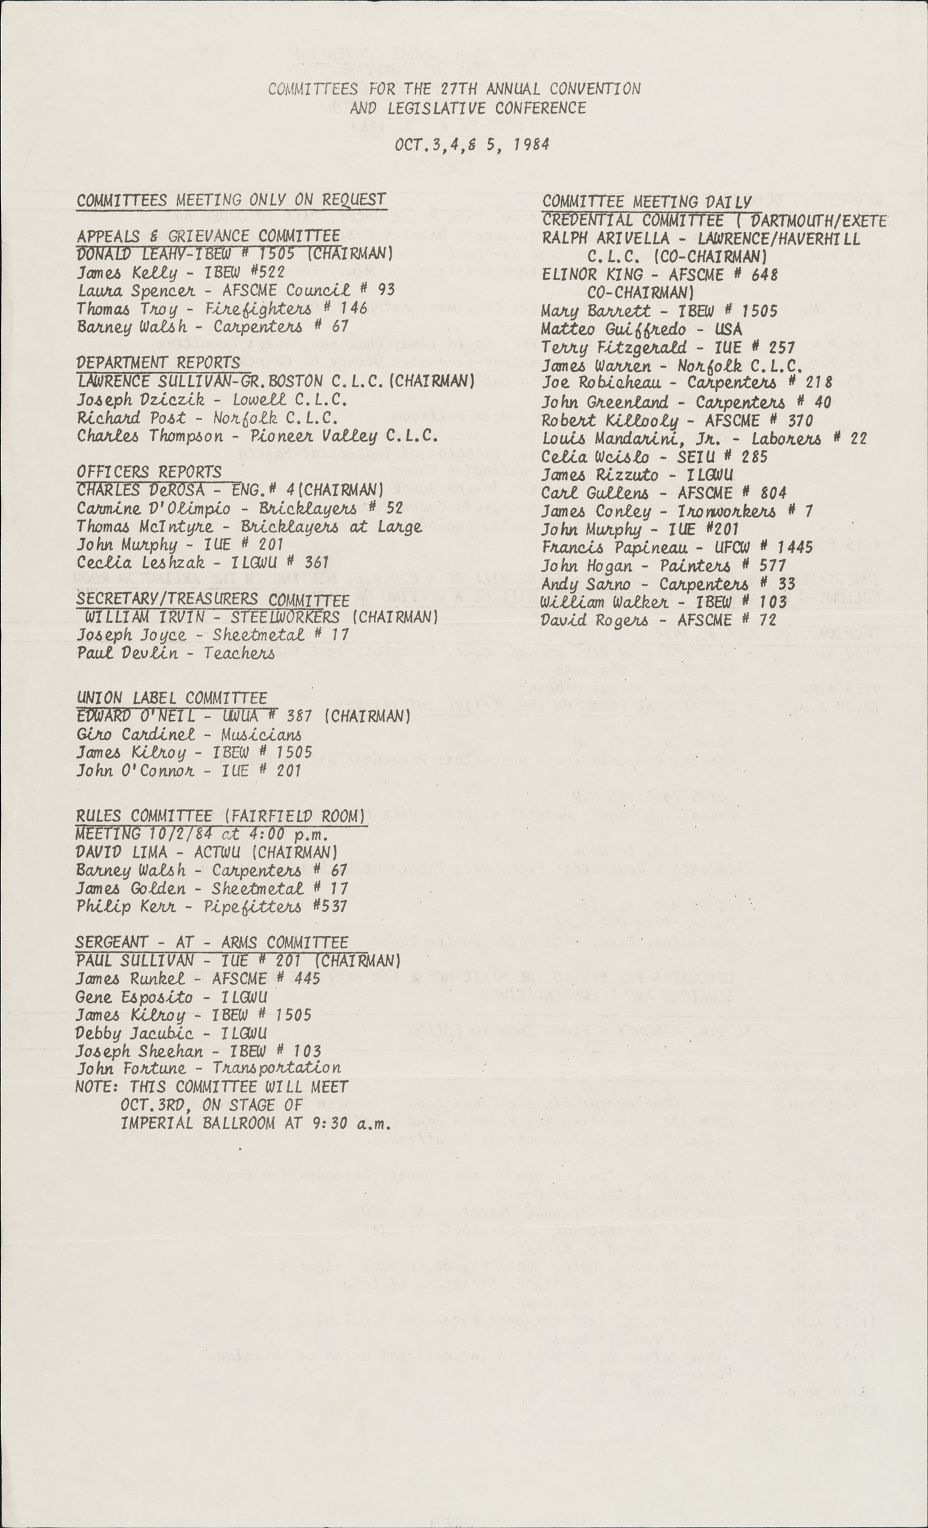 COMMITTEES FOR THE 27TH ANNUAL CONVENTION
AND LEGISLATIVE CONFERENCE
OCT.3,4,& 5, 1984
COMMITTEES MEETING ONLY ON REQUEST
APPEALS & GRIEVANCE COMMITTEE
DONALD LEAHY-IBEW # 1505 (CHAIRMAN)
James Kelly - IBEW #522
Laura Spencer - AFSCME Council # 93
Thomas Troy - Firefighters # 146
Barney Walsh - Carpenters # 67
DEPARTMENT REPORTS
LAWRENCE SULLIVAN-GR.BOSTON C.L.C.(CHAIRMAN)
Joseph Dziczik - Lowell C.L.C.
Richard Post - Norfolk C.L.C.
Charles Thompson - Pioneer Valley C.L.C.
OFFICERS REPORTS
CHARLES DeROSA - ENG.# 4(CHAIRMAN)
Carmine D'Olimpio - Bricklayers # 52
Thomas McIntyre - Bricklayers at Large
John Murphy - IUE # 201
Ceclia Leshzak - ILGWU # 361
SECRETARY/TREASURERS COMMITTEE
WILLIAM IRVIN - STEELWORKERS (CHAIRMAN)
Joseph Joyce - Sheetmetal # 17
Paul Devlin - Teachers
UNION LABEL COMMITTEE
EDWARD O'NEIL - UWUA # 387 (CHAIRMAN)
Gino Cardinel - Musicians
James Kilroy - IBEW # 1505
John O'Connor - IUE # 201
RULES COMMITTEE (FAIRFIELD ROOM)
MEETING 10/2/84 at 4:00 p.m.
DAVID LIMA - ACTWU (CHAIRMAN)
Barney Walsh - Carpenters # 67
James Golden - Sheetmetal # 17
Philip Kerr - Pipefitters #537
SERGEANT - AT - ARMS COMMITTEE
PAUL SULLIVAN - IUE # 201 (CHAIRMAN)
James Runkel - AFSCME # 445
Gene Esposito - ILGWU
James Kilroy - IBEW # 1505
Debby Jacubic - ILGWU
Joseph Sheehan - IBEW # 103
John Fortune - Transportation
NOTE: THIS COMMITTEE WILL MEET
OCT.3RD, ON STAGE OF
IMPERIAL BALLROOM AT 9:30 a.m.
COMMITTEE MEETING DAILY
CREDENTIAL COMMITTEE ( DARTMOUTH/EXETE
RALPH ARIVELLA - LAWRENCE/HAVERHILL
C.L.C. (CO-CHAIRMAN)
ELINOR KING - AFSCME # 648
CO-CHAIRMAN)
Mary Barrett - IBEW # 1505
Matteo Guiffredo - USA
Terry Fitzgerald - IUE # 257
James Warren - Norfolk C.L.C.
Joe Robicheau - Carpenters # 218
John Greenland - Carpenters # 40
Robert Killooly - AFSCME # 370
Louis Mandarini, Jr. - Laborers # 22
Celia Wcislo - SEIU # 285
James Rizzuto - ILGWU
Carl Gullens - AFSCME # 804
James Conley - Ironworkers # 7
John Murphy - IUE #201
Francis Papineau - UFCW # 1445
John Hogan - Painters # 577
Andy Sarno - Carpenters # 33
William Walker - IBEW # 103
David Rogers - AFSCME # 72